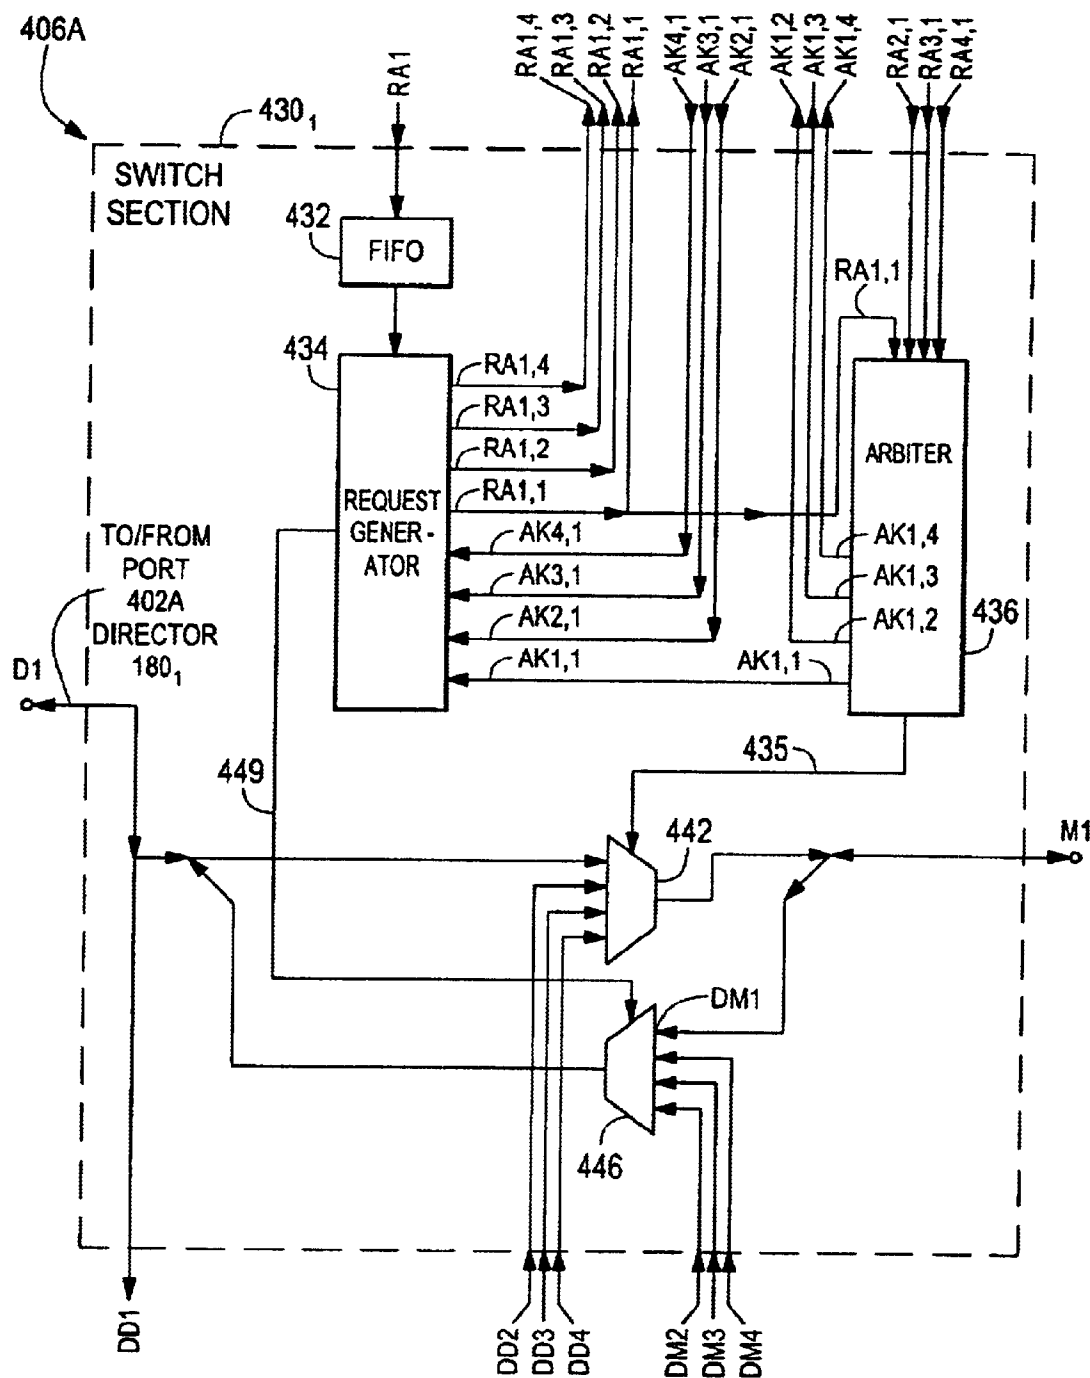 406A
RA1
RA1,4
RA1,3
RA1,2
RA1,1
AK4,1
AK3,1
AK2,1
AK1,2
AK1,3
AK1,4
RA2,1
RA3,1
RA4,1
430₁
SWITCH
SECTION
432
FIFO
RA1,1
434
RA1,4
RA1,3
RA1,2
RA1,1
REQUEST
GENER-
ATOR
AK4,1
AK3,1
AK2,1
AK1,1
ARBITER
AK1,4
AK1,3
AK1,2
AK1,1
436
TO/FROM
PORT
402A
DIRECTOR
180₁
D1
435
449
442
M1
DM1
446
DD1
DD2
DD3
DD4
DM2
DM3
DM4